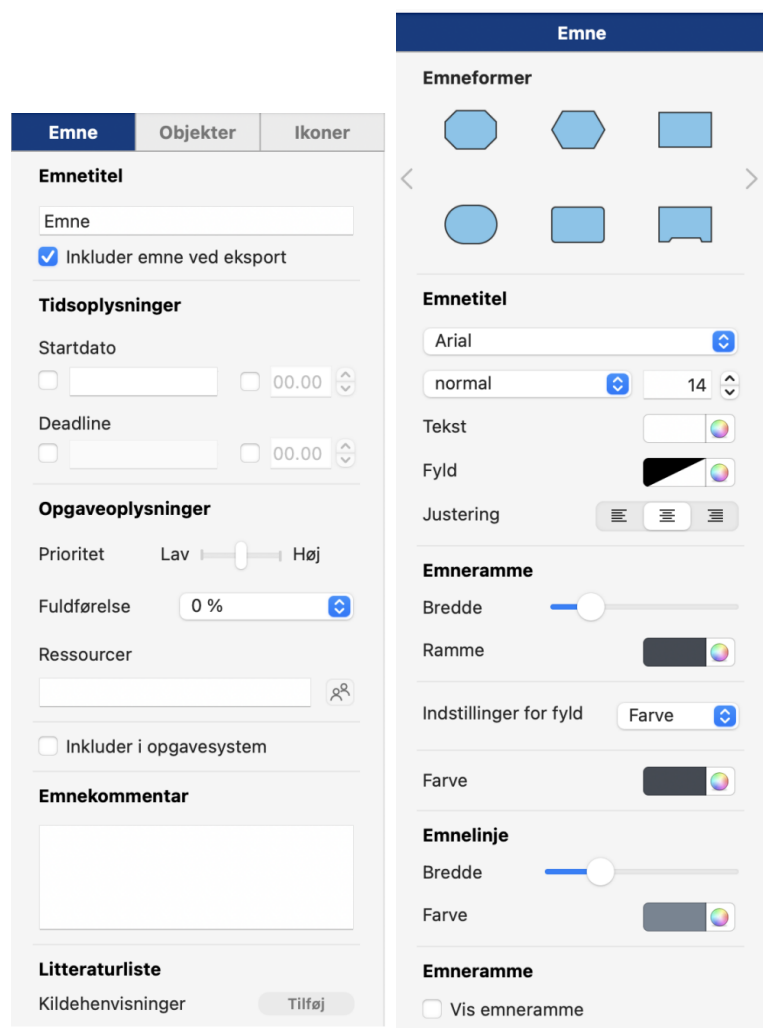 Emne Objekter Ikoner
Emnetitel
Emne
Inkluder emne ved eksport
Tidsoplysninger
Startdato
00.00
Deadline
00.00
Opgaveoplysninger
Prioritet Lav Høj
Fuldførelse 0 %
Ressourcer
Inkluder i opgavesystem
Emnekommentar
Litteraturliste
Kildehenvisninger Tilføj
Emne
Emneformer
Emnetitel
Arial
normal 14
Tekst
Fyld
Justering
Emneramme
Bredde
Ramme
Indstillinger for fyld Farve
Farve
Emnelinje
Bredde
Farve
Emneramme
Vis emneramme